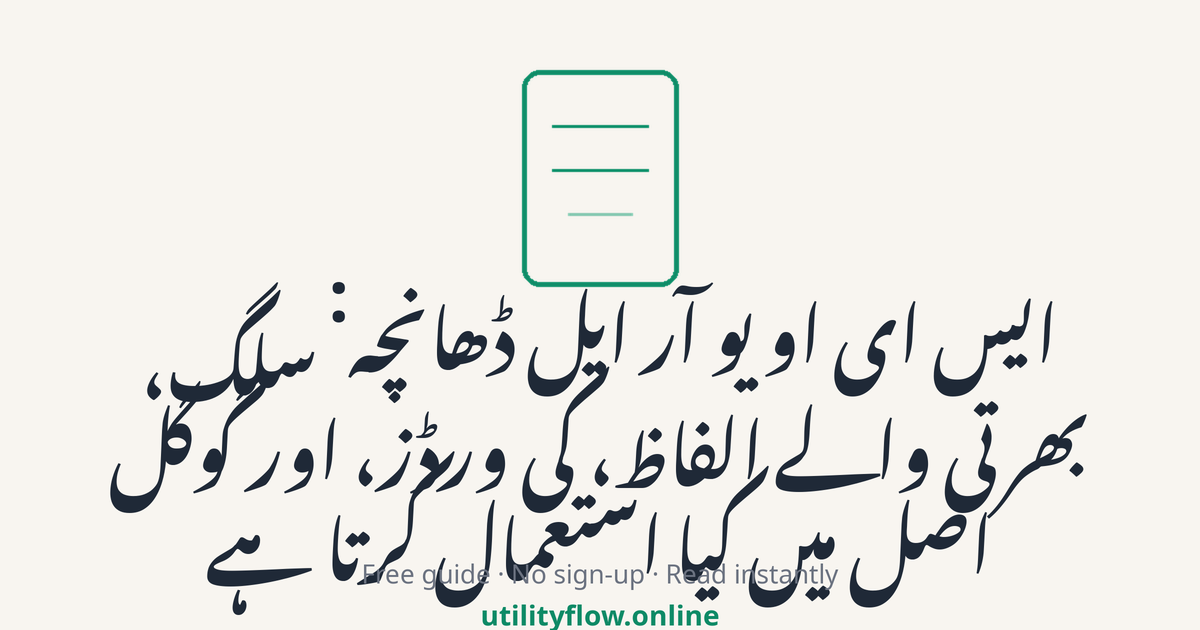 ایس ای او یو آر ایل ڈھانچہ: سلگ،
بھرتی والے الفاظ، کی ورڈز، اور گوگل
اصل میں کیا استعمال کرتا ہے
Free guide · No sign-up · Read instantly
utilityflow.online